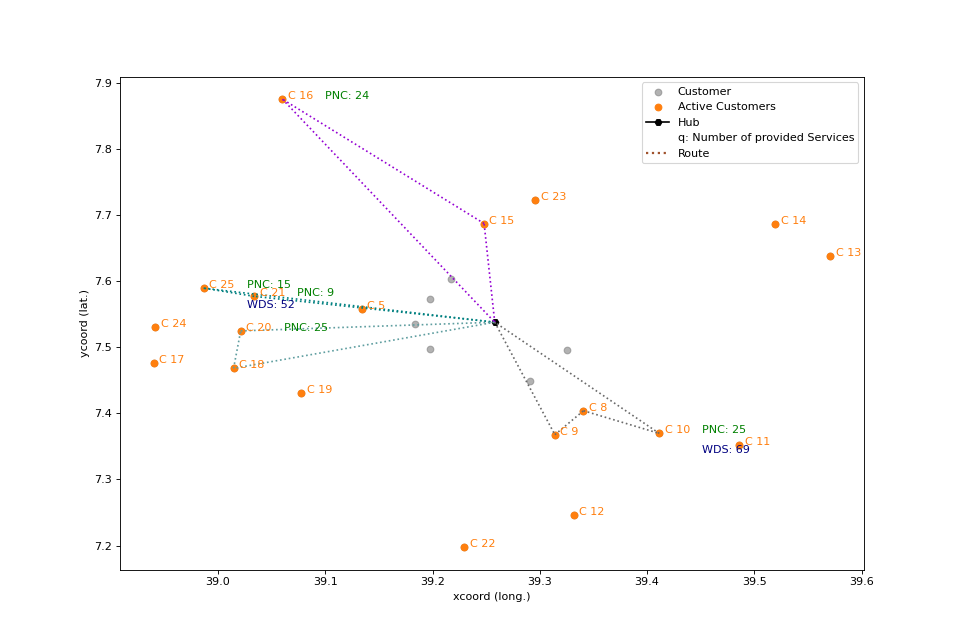 7.9
7.8
7.7
7.6
7.5
7.4
7.3
7.2
ycoord (lat.)
39.0
39.1
39.2
39.3
39.4
39.5
39.6
xcoord (long.)
Customer
Active Customers
Hub
q: Number of provided Services
Route
C 16 PNC: 24
C 23
C 15
C 14
C 13
C 25 PNC: 15
C 21 PNC: 9
WDS: 52
C 5
C 24
C 20 PNC: 25
C 17
C 18
C 19
C 8
C 9
C 10 PNC: 25
C 11
WDS: 69
C 12
C 22